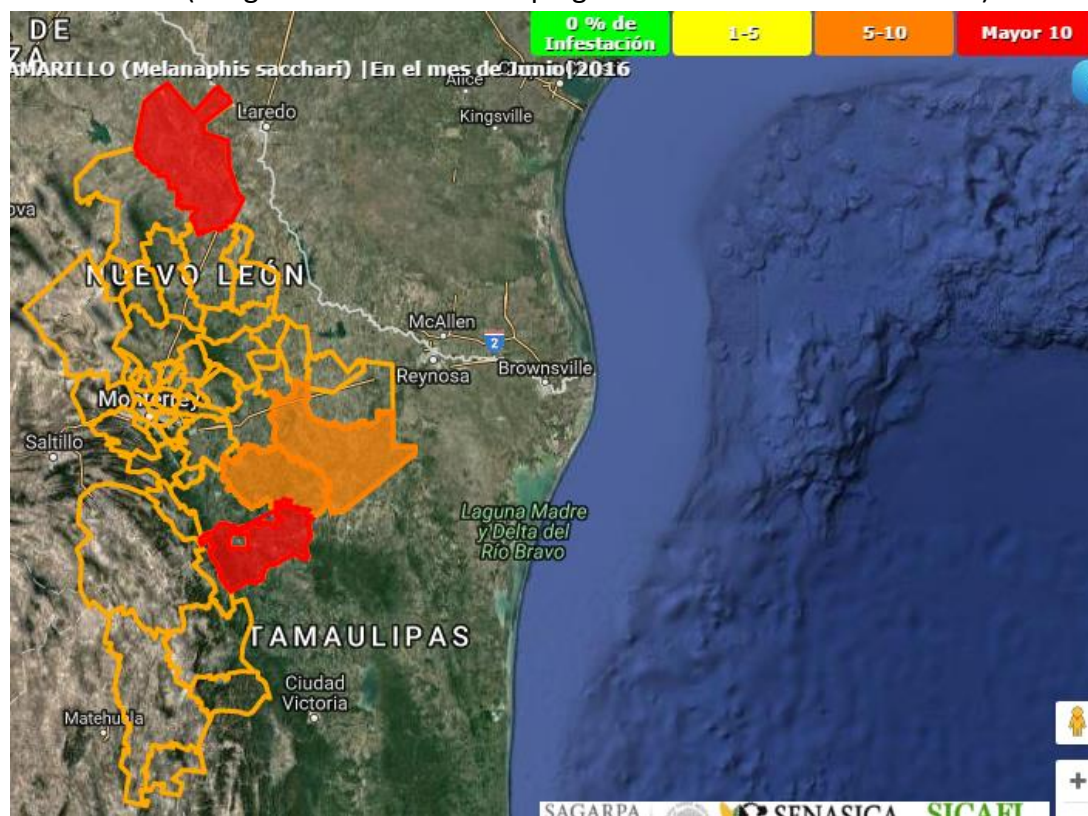 DE
ZÁ
0 % de
Infestación
1-5
5-10
Mayor 10
AMARILLO (Melanaphis sacchari) |En el mes de Junio|2016
Alice
Laredo
Kingsville
NUEVO LEÓN
McAllen
2
Reynosa
Brownsville
Monterrey
Saltillo
Laguna Madre
y Delta del
Río Bravo
TAMAULIPAS
Ciudad
Victoria
Matehuala
+
SAGARPA
SENASICA
SICAFI